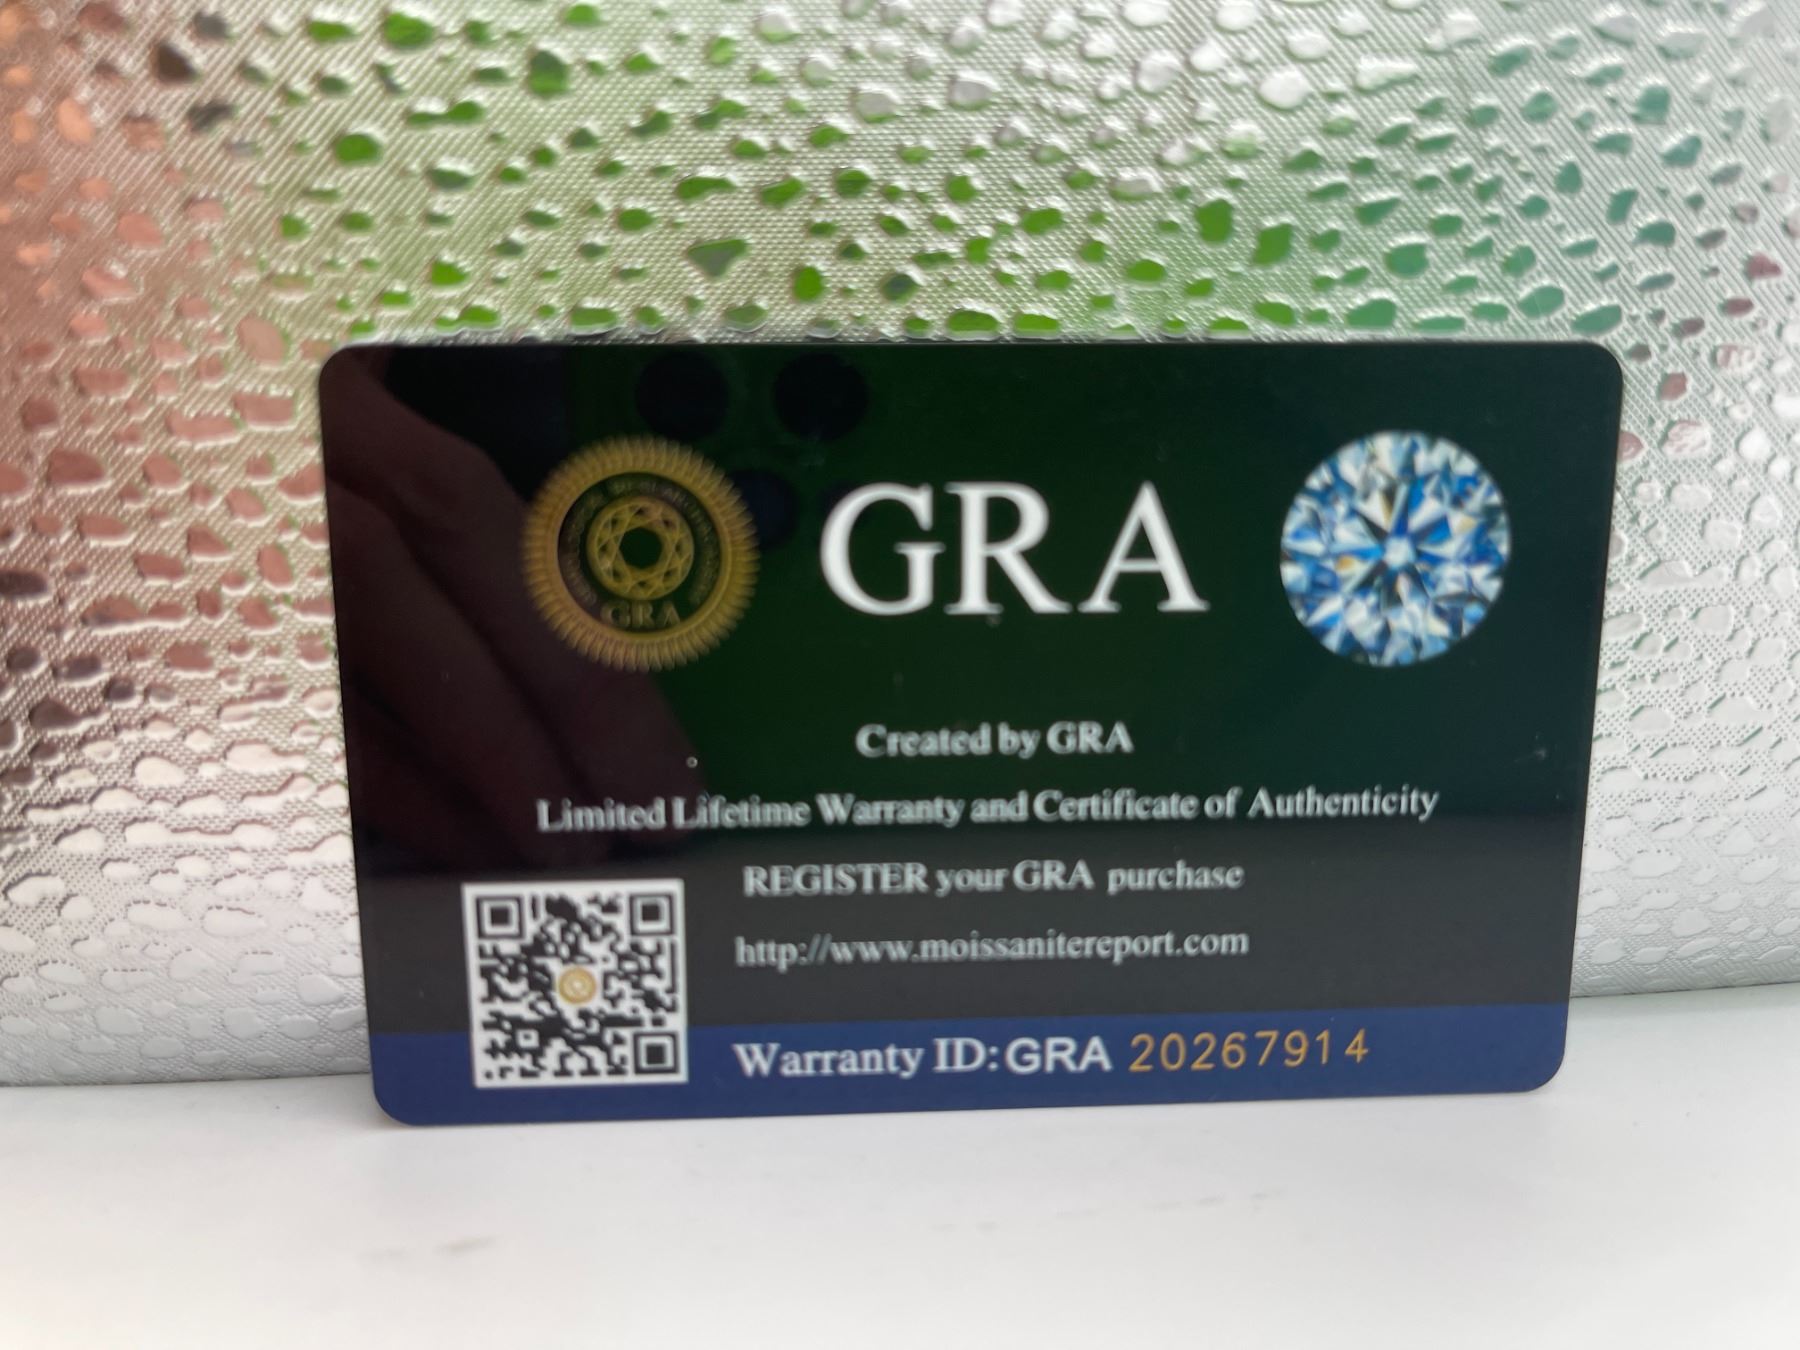 GRA
GRA
Created by GRA
Limited Lifetime Warranty and Certificate of Authenticity
REGISTER your GRA purchase
http://www.moissanitereport.com
Warranty ID:GRA 20267914